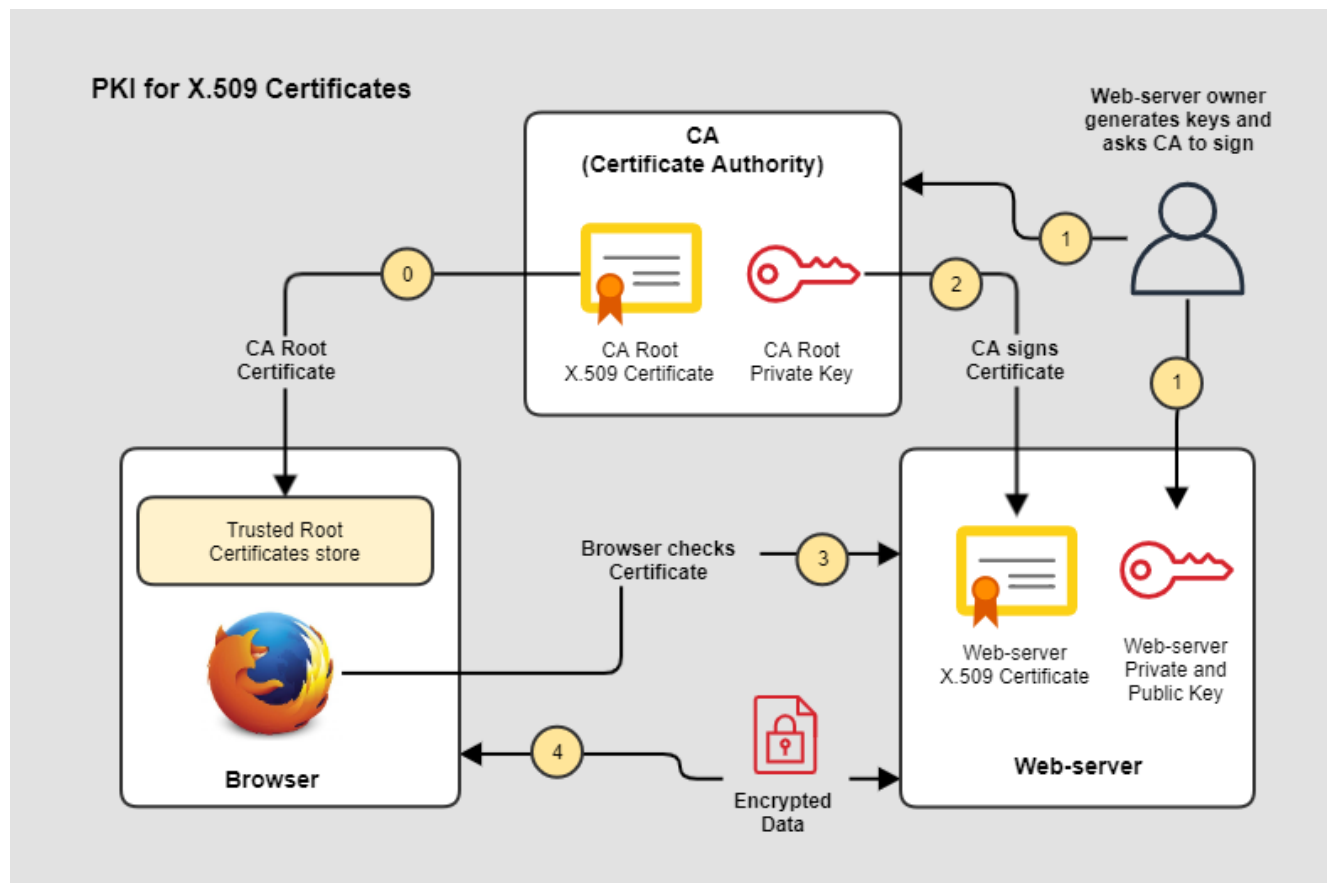 PKI for X.509 Certificates
CA
(Certificate Authority)
Web-server owner
generates keys and
asks CA to sign
1
0
2
CA Root
X.509 Certificate
CA Root
Private Key
CA Root
Certificate
CA signs
Certificate
1
Trusted Root
Certificates store
Browser checks
Certificate
3
Web-server
X.509 Certificate
Web-server
Private and
Public Key
4
Encrypted
Data
Browser
Web-server